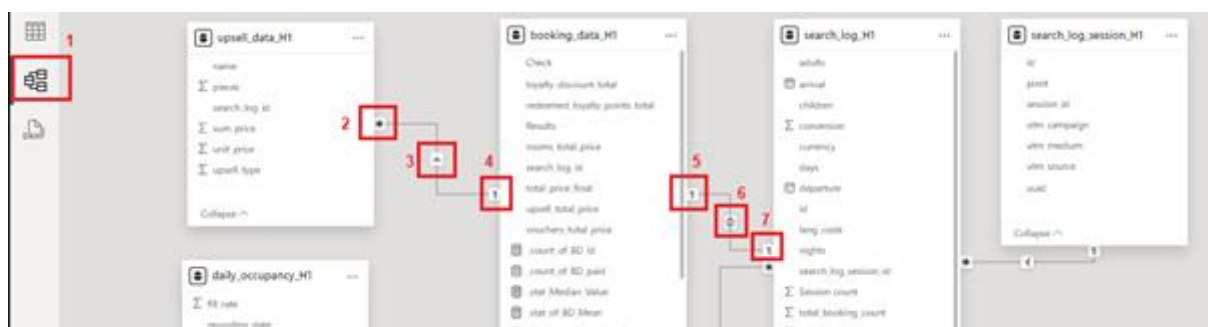 1
upsell_data_H1
name
Σ pieces
search log id
Σ sum price
Σ unit price
Σ upsell type
Collapse
2
*
3
4
1
booking_data_H1
Check
loyalty discount total
redeemed loyalty points total
Results
rooms total price
search log id
total price final
upsell total price
vouchers total price
count of BD id
count of BD paid
stat Median Value
stat of BD Mean
5
1
6
7
1
*
search_log_H1
adults
arrival
children
Σ conversion
currency
days
departure
id
lang code
nights
search log session id
Σ Session count
Σ total booking count
search_log_session_H1
id
pivot
session id
utm campaign
utm medium
utm source
uuid
Collapse
*
1
daily_occupancy_H1
Σ fill rate
recording date